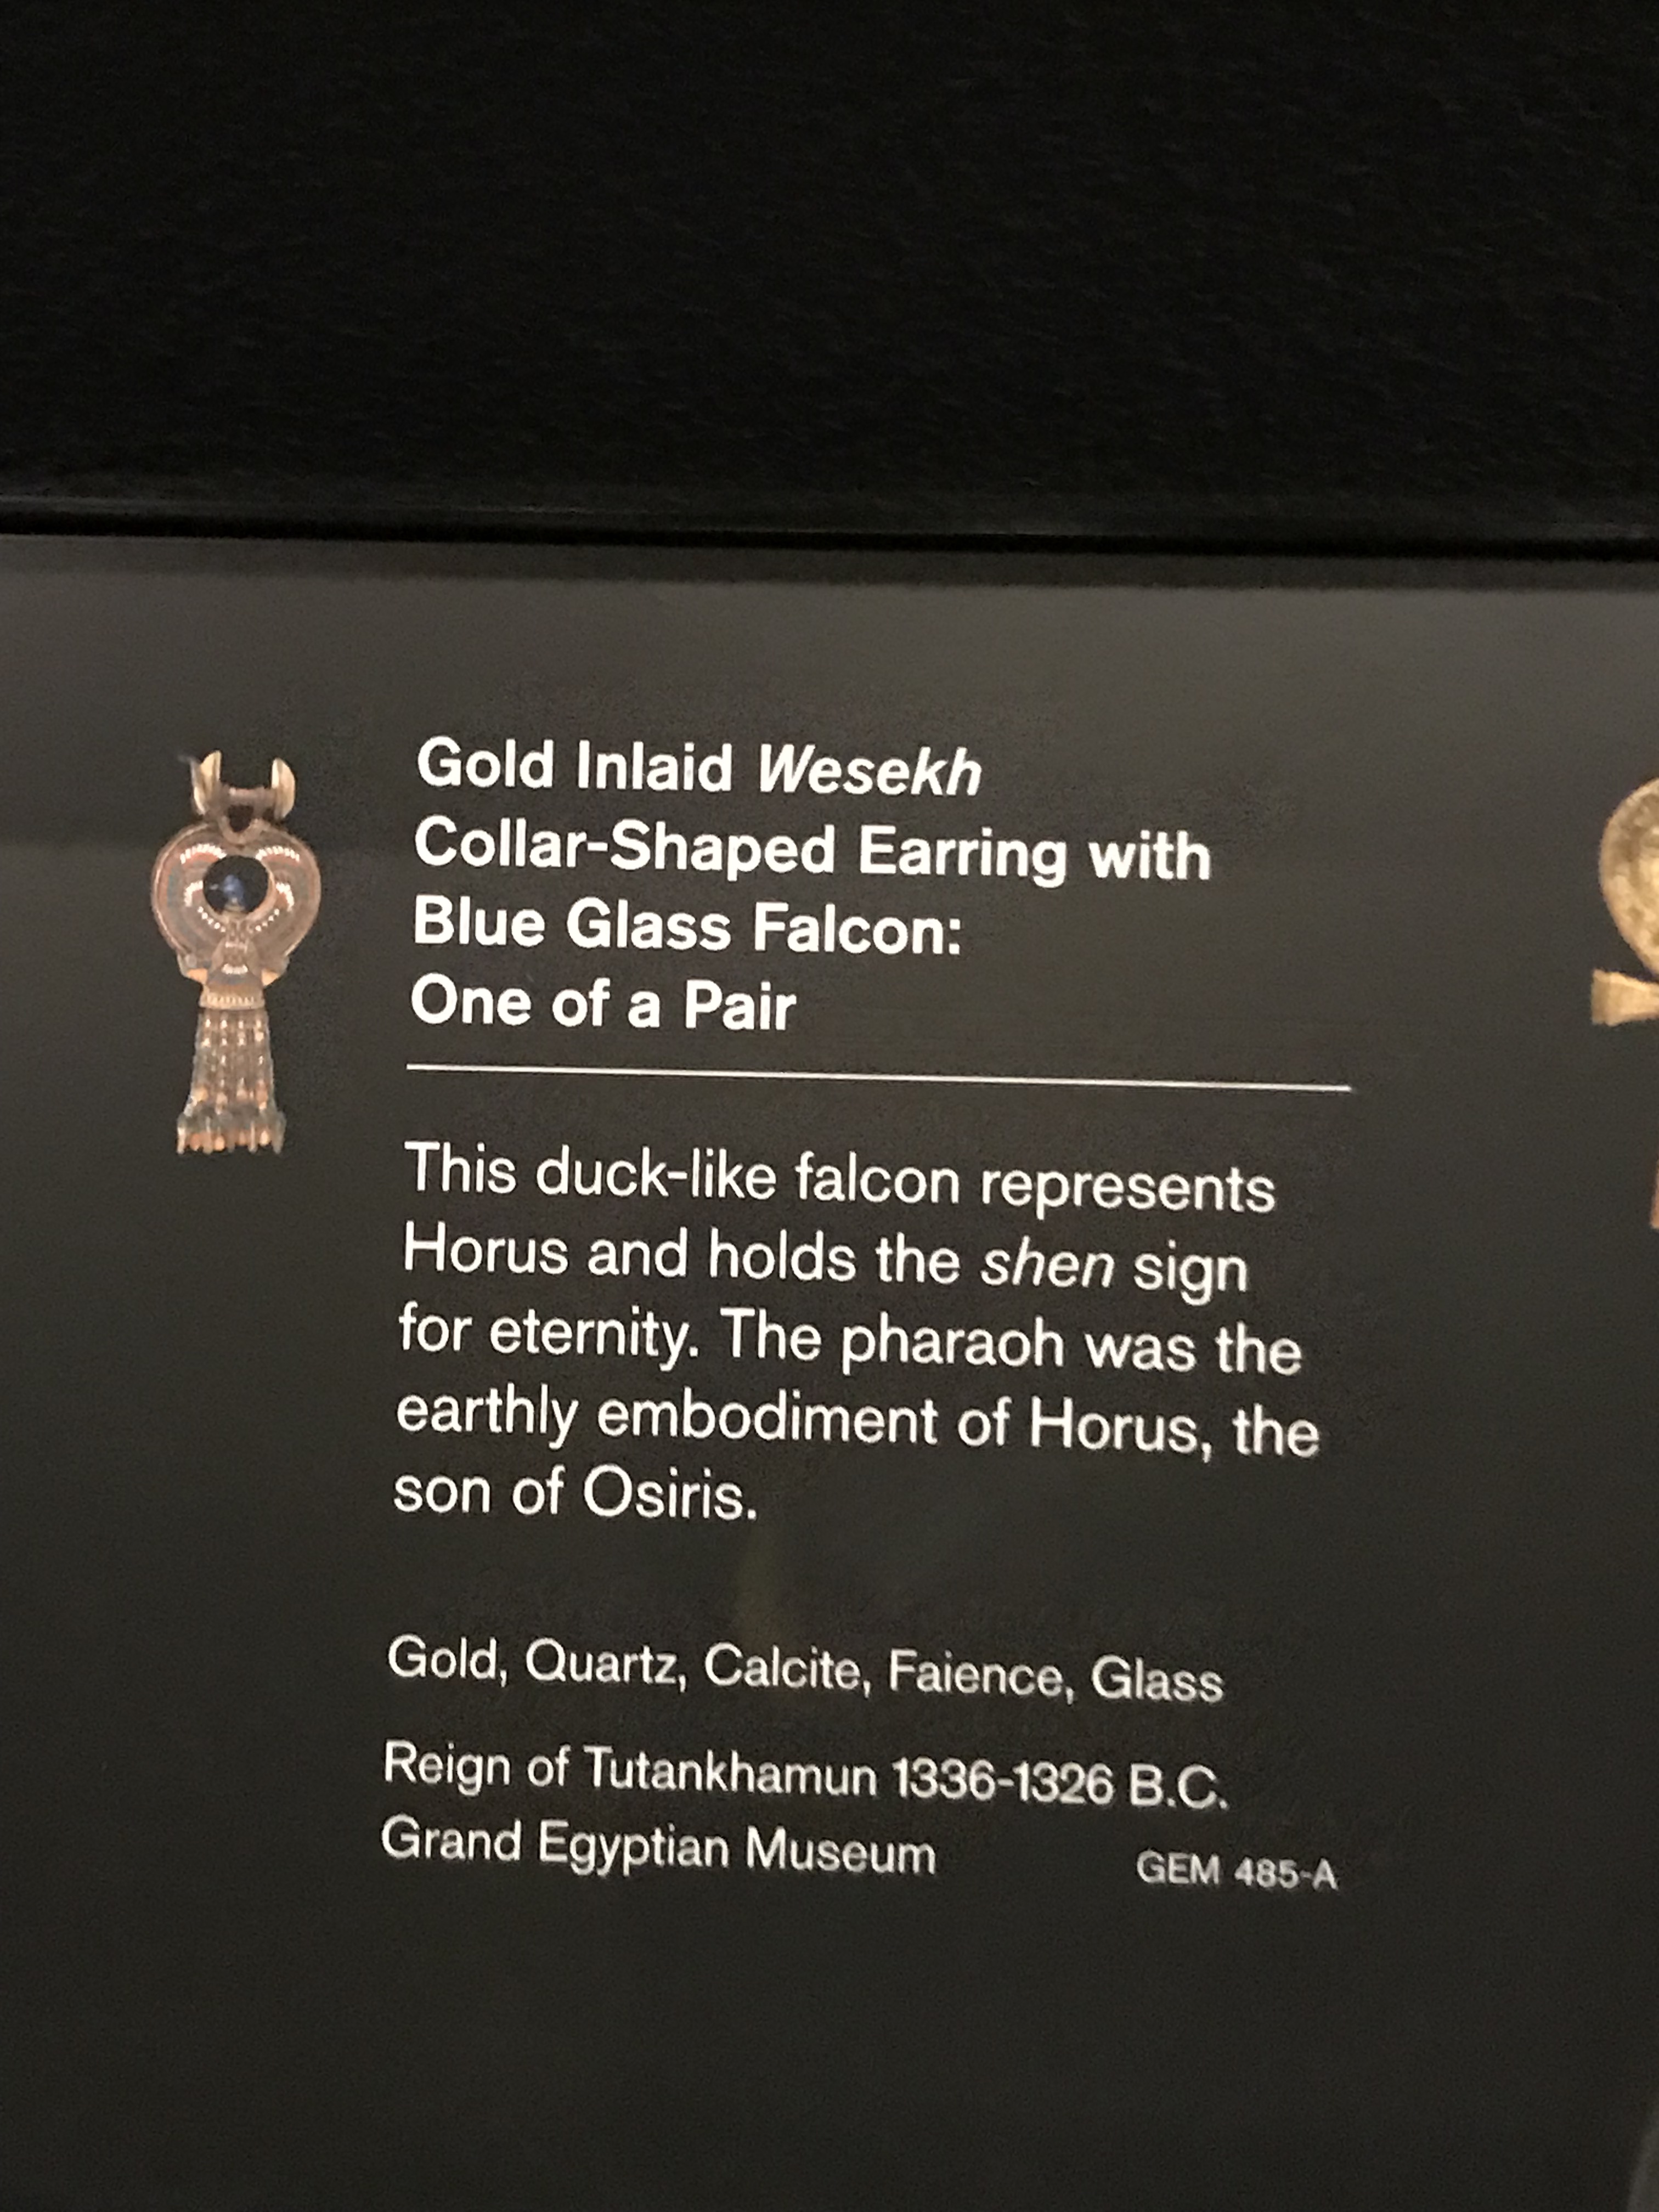 Gold Inlaid Wesekh
Collar-Shaped Earring with
Blue Glass Falcon:
One of a Pair
This duck-like falcon represents
Horus and holds the shen sign
for eternity. The pharaoh was the
earthly embodiment of Horus, the
son of Osiris.
Gold, Quartz, Calcite, Faience, Glass
Reign of Tutankhamun 1336-1326 B.C.
Grand Egyptian Museum GEM 485-A